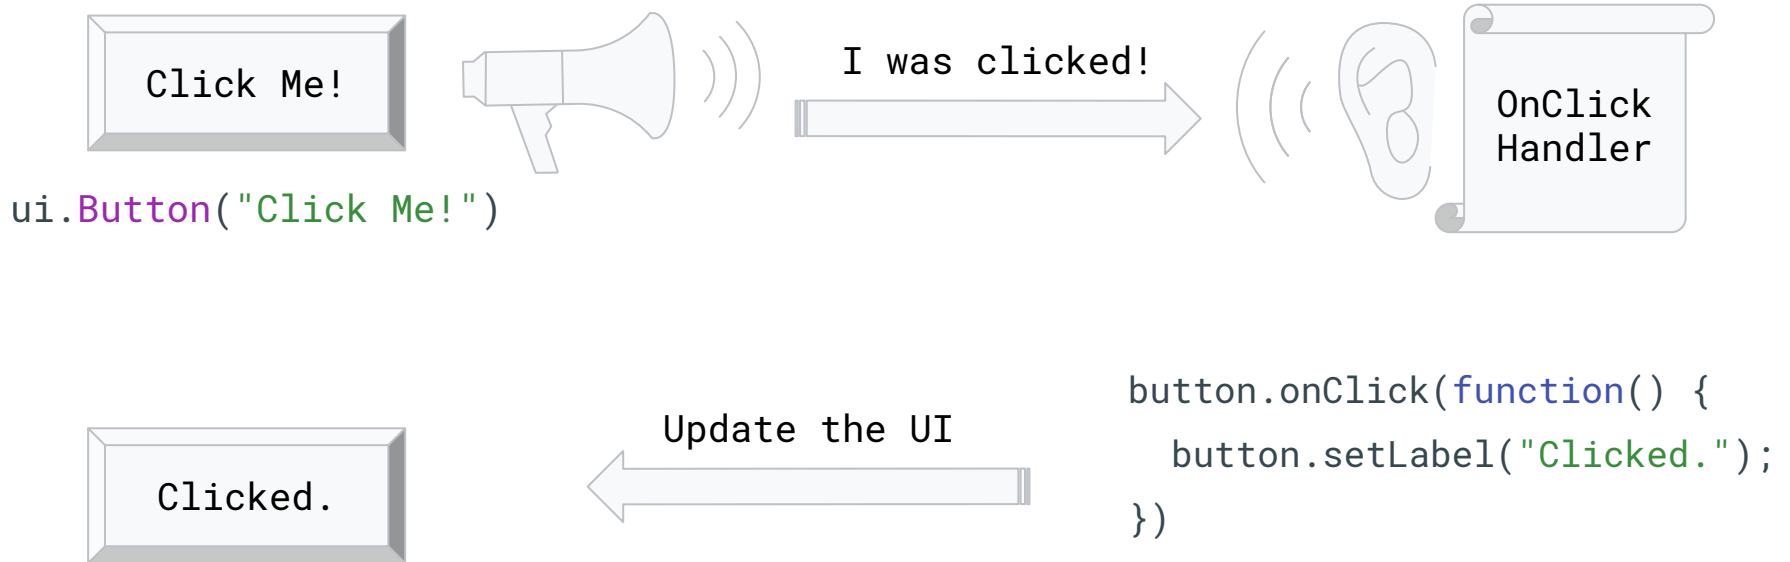 Click Me!
I was clicked!
OnClick
Handler
ui.Button("Click Me!")
button.onClick(function() {
Update the UI
button.setLabel("Clicked.");
Clicked.
})